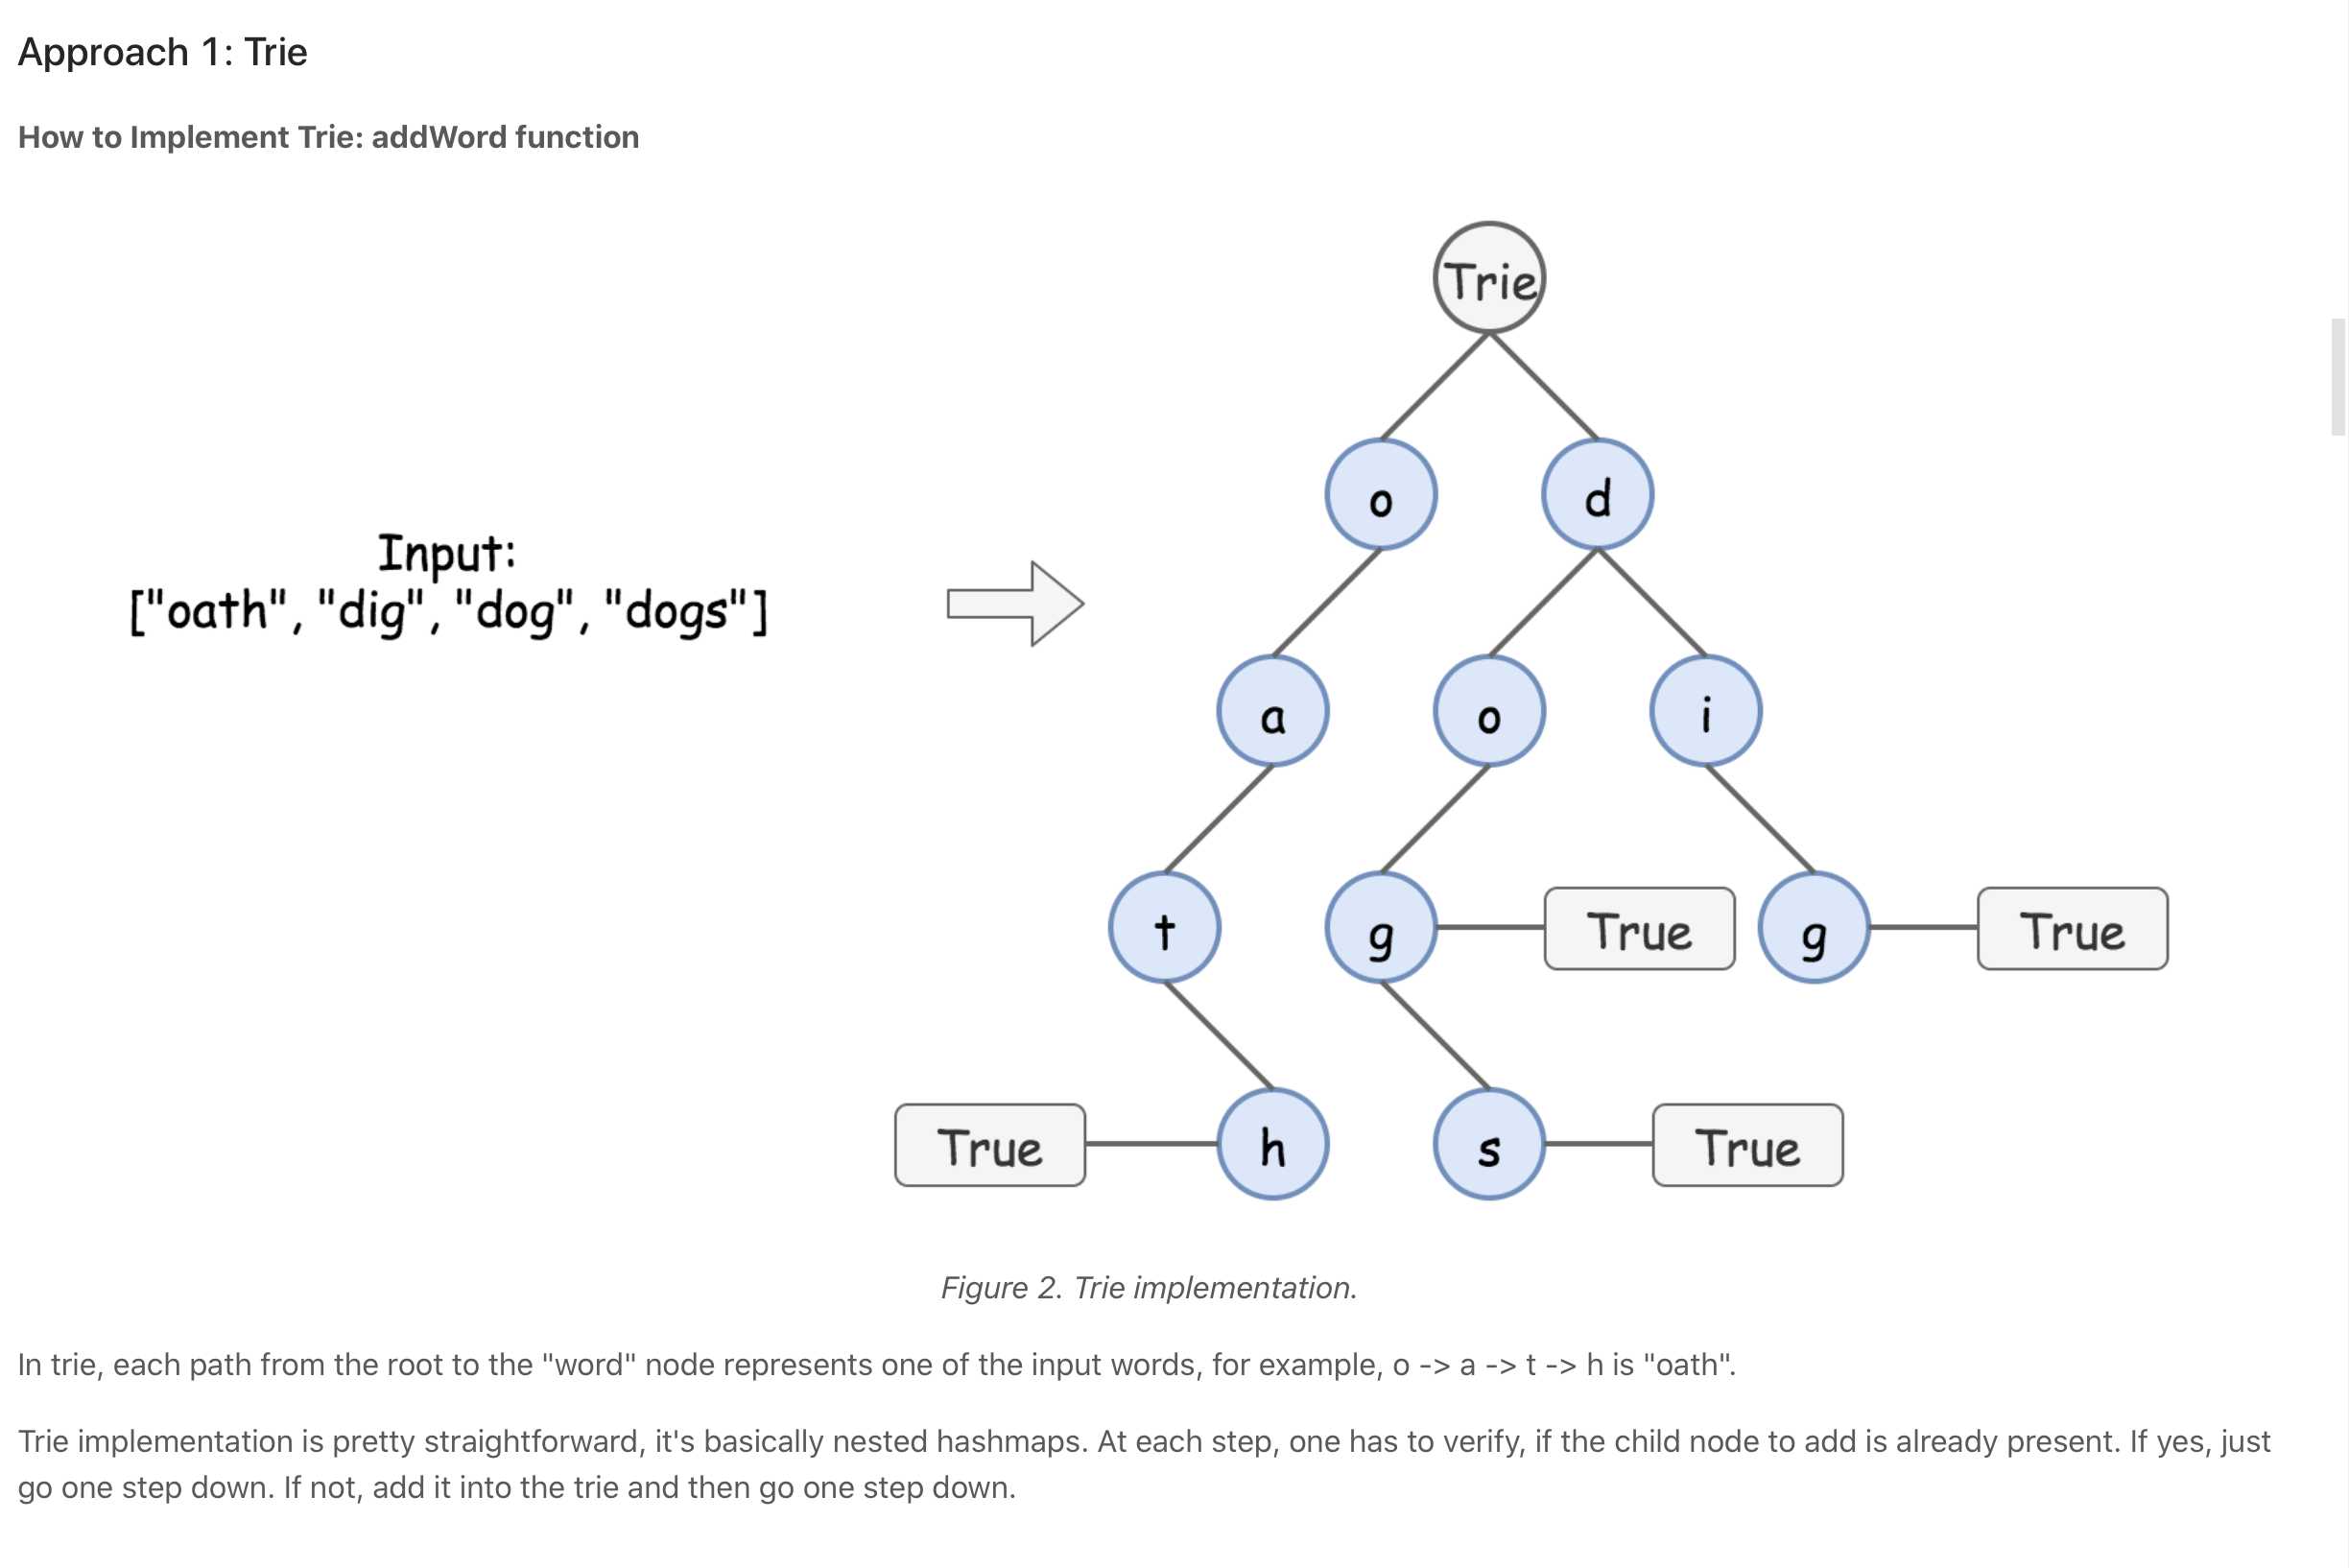 Approach 1: Trie
How to Implement Trie: addWord function
Input:
["oath", "dig", "dog", "dogs"]
Trie
o
d
a
o
i
t
g
True
g
True
True
h
s
True
Figure 2. Trie implementation.
In trie, each path from the root to the "word" node represents one of the input words, for example, o -> a -> t -> h is "oath".
Trie implementation is pretty straightforward, it's basically nested hashmaps. At each step, one has to verify, if the child node to add is already present. If yes, just
go one step down. If not, add it into the trie and then go one step down.